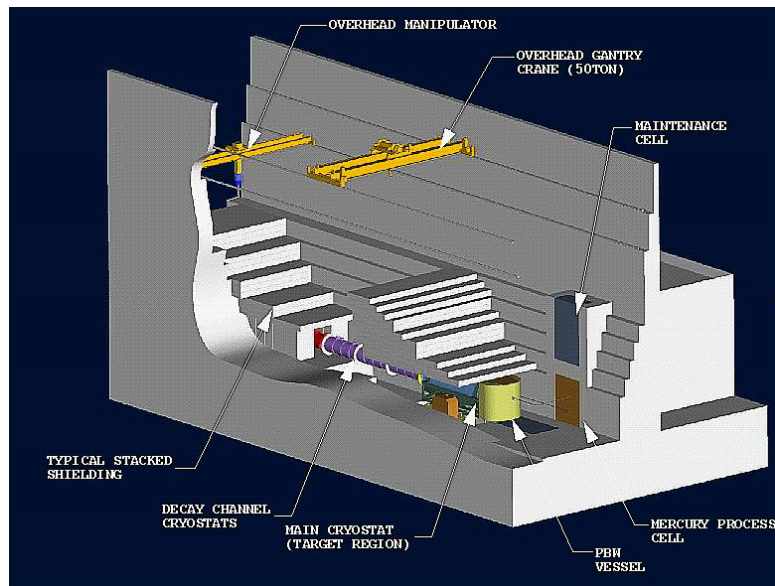 OVERHEAD MANIPULATOR
OVERHEAD GANTRY
CRANE (50TON)
MAINTENANCE
CELL
TYPICAL STACKED
SHIELDING
DECAY CHANNEL
CRYOSTATS
MAIN CRYOSTAT
(TARGET REGION)
PBW
VESSEL
MERCURY PROCESS
CELL